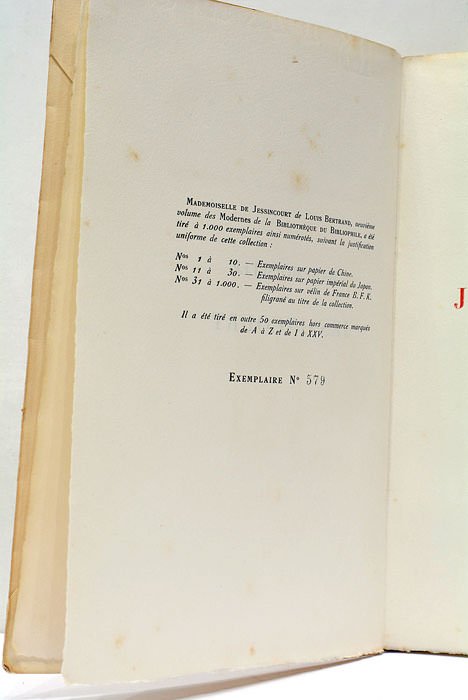 MADEMOISELLE DE JESSINCOURT de LOUIS BERTRAND, neuvième
volume des Modernes de la BIBLIOTHÈQUE DU BIBLIOPHILE, a été
tiré à 1.000 exemplaires ainsi numérotés, suivant la justification
uniforme de cette collection :
Nos 1 à 10. — Exemplaires sur papier de Chine.
Nos 11 à 30. — Exemplaires sur papier impérial du Japon.
Nos 31 à 1.000. — Exemplaires sur vélin de France B. F. K.
filigrané au titre de la collection.
Il a été tiré en outre 50 exemplaires hors commerce marqués
de A à Z et de I à XXV.
EXEMPLAIRE No 579
J